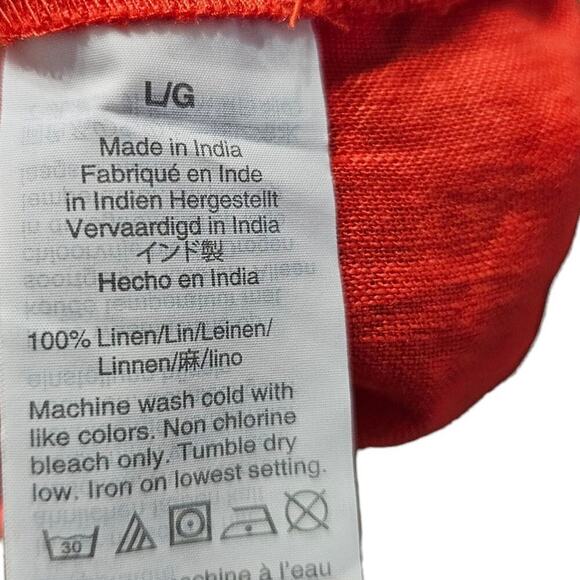 L/G
Made in India
Fabriqué en Inde
in Indien Hergestellt
Vervaardigd in India
インド製
Hecho en India
100% Linen/Lin/Leinen/
Linnen/麻/lino
Machine wash cold with
like colors. Non chlorine
bleach only. Tumble dry
low. Iron on lowest setting.
30
à l'eau